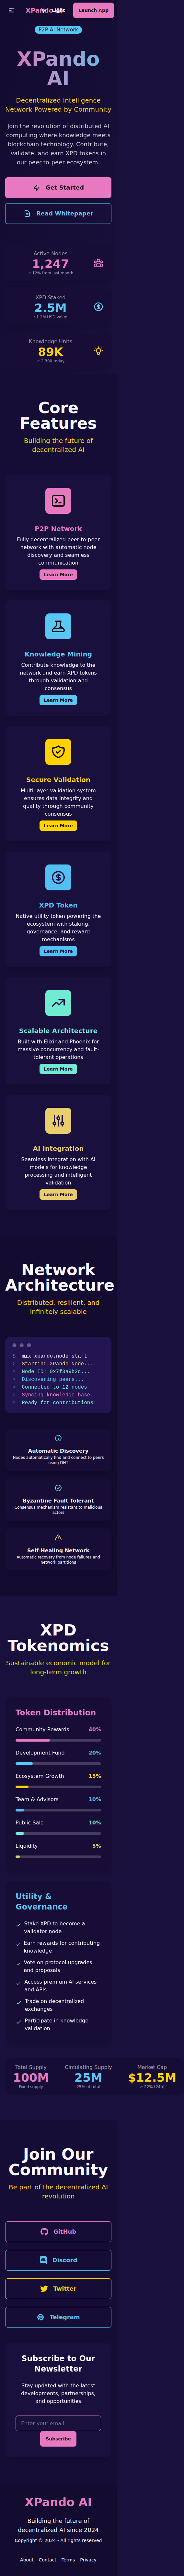 XPando
Light
Launch App
P2P AI Network
XPando
AI
Decentralized Intelligence
Network Powered by Community
Join the revolution of distributed AI
computing where knowledge meets
blockchain technology. Contribute,
validate, and earn XPD tokens in
our peer-to-peer ecosystem.
Get Started
Read Whitepaper
Active Nodes
1,247
↗ 12% from last month
XPD Staked
2.5M
$1.2M USD value
Knowledge Units
89K
↗ 2,300 today
Core
Features
Building the future of
decentralized AI
P2P Network
Fully decentralized peer-to-peer
network with automatic node
discovery and seamless
communication
Learn More
Knowledge Mining
Contribute knowledge to the
network and earn XPD tokens
through validation and
consensus
Learn More
Secure Validation
Multi-layer validation system
ensures data integrity and
quality through community
consensus
Learn More
XPD Token
Native utility token powering the
ecosystem with staking,
governance, and reward
mechanisms
Learn More
Scalable Architecture
Built with Elixir and Phoenix for
massive concurrency and fault-
tolerant operations
Learn More
AI Integration
Seamless integration with AI
models for knowledge
processing and intelligent
validation
Learn More
Network
Architecture
Distributed, resilient, and
infinitely scalable
$ mix xpando.node.start
> Starting XPando Node...
> Node ID: 0x7f3a9b2c...
> Discovering peers...
> Connected to 12 nodes
> Syncing knowledge base...
> Ready for contributions!
Automatic Discovery
Nodes automatically find and connect to peers
using DHT
Byzantine Fault Tolerant
Consensus mechanism resistant to malicious
actors
Self-Healing Network
Automatic recovery from node failures and
network partitions
XPD
Tokenomics
Sustainable economic model for
long-term growth
Token Distribution
Community Rewards 40%
Development Fund 20%
Ecosystem Growth 15%
Team & Advisors 10%
Public Sale 10%
Liquidity 5%
Utility &
Governance
Stake XPD to become a
validator node
Earn rewards for contributing
knowledge
Vote on protocol upgrades
and proposals
Access premium AI services
and APIs
Trade on decentralized
exchanges
Participate in knowledge
validation
Total Supply
100M
Fixed supply
Circulating Supply
25M
25% of total
Market Cap
$12.5M
↗ 22% (24h)
Join Our
Community
Be part of the decentralized AI
revolution
GitHub
Discord
Twitter
Telegram
Subscribe to Our
Newsletter
Stay updated with the latest
developments, partnerships,
and opportunities
Enter your email
Subscribe
XPando AI
Building the future of
decentralized AI since 2024
Copyright © 2024 - All rights reserved
About Contact Terms Privacy